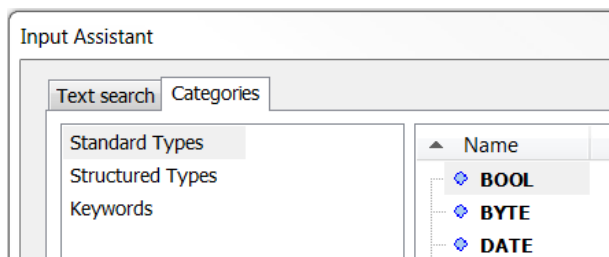 Input Assistant
Text search Categories
Standard Types
Structured Types
Keywords
Name
BOOL
BYTE
DATE